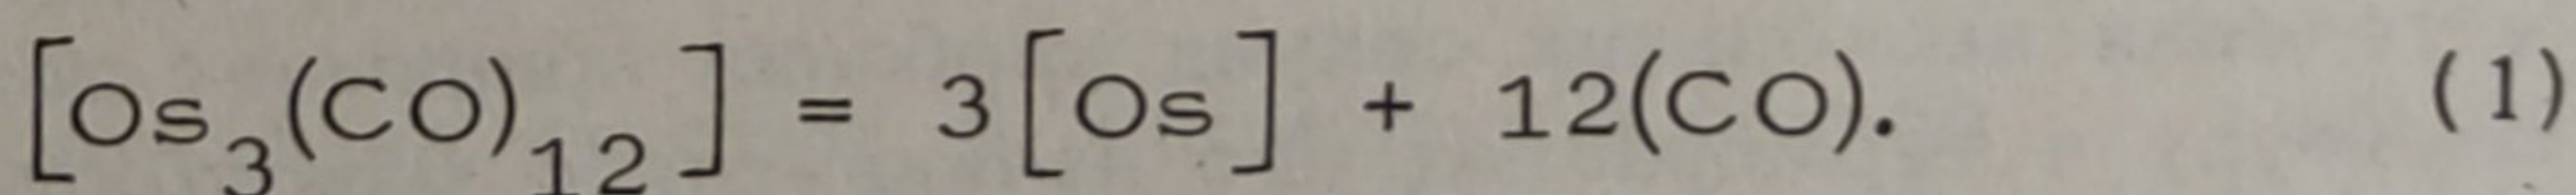 [Os₃(CO)₁₂] = 3[Os] + 12(CO). (1)